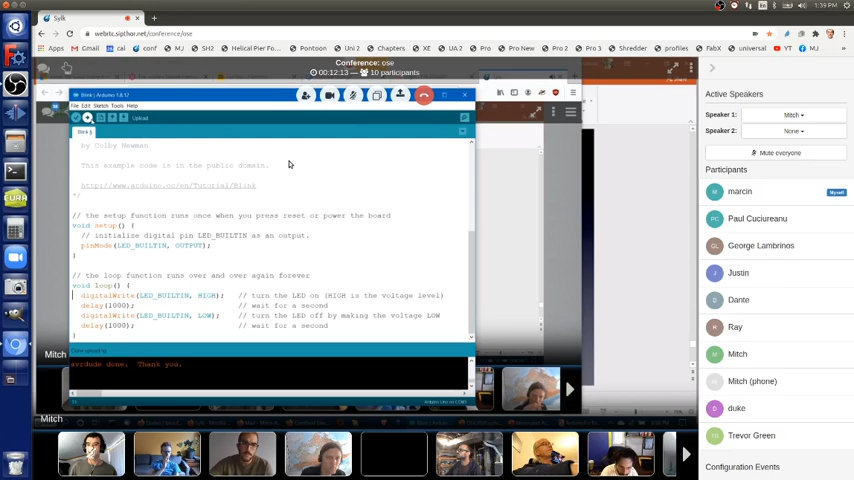 1:39 PM
En
Sylk
webrtc.sipthor.net/conference/ose
Apps
Gmail
cal
conf
MJ
SH2
Helical Pier Fo...
Pontoon
Uni 2
Chapters
XE
UA 2
Pro
Pro New
Pro 2
Pro 3
Shredder
profiles
FabX
universal
YT
MJ
Conference: ose
00:12:13
10 participants
Blink | Arduino 1.8.12
File Edit Sketch Tools Help
Upload
Blink §
by Colby Newman
This example code is in the public domain.
http://www.arduino.cc/en/Tutorial/Blink
*/
// the setup function runs once when you press reset or power the board
void setup() {
// initialize digital pin LED_BUILTIN as an output.
pinMode(LED_BUILTIN, OUTPUT);
}
// the loop function runs over and over again forever
void loop() {
digitalWrite(LED_BUILTIN, HIGH); // turn the LED on (HIGH is the voltage level)
delay(1000); // wait for a second
digitalWrite(LED_BUILTIN, LOW); // turn the LED off by making the voltage LOW
delay(1000); // wait for a second
}
Done uploading.
avrdude done. Thank you.
Mitch
Mitch
Active Speakers
Speaker 1: Mitch
Speaker 2: None
Mute everyone
Participants
marcin
Myself
PC Paul Cuciureanu
George Lambrinos
Justin
Dante
Ray
Mitch
Mitch (phone)
duke
Trevor Green
Configuration Events